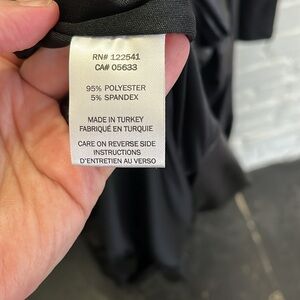 RN# 122541
CA# 05633
95% POLYESTER
5% SPANDEX
MADE IN TURKEY
FABRIQUÉ EN TURQUIE
CARE ON REVERSE SIDE
INSTRUCTIONS
D'ENTRETIEN AU VERSO